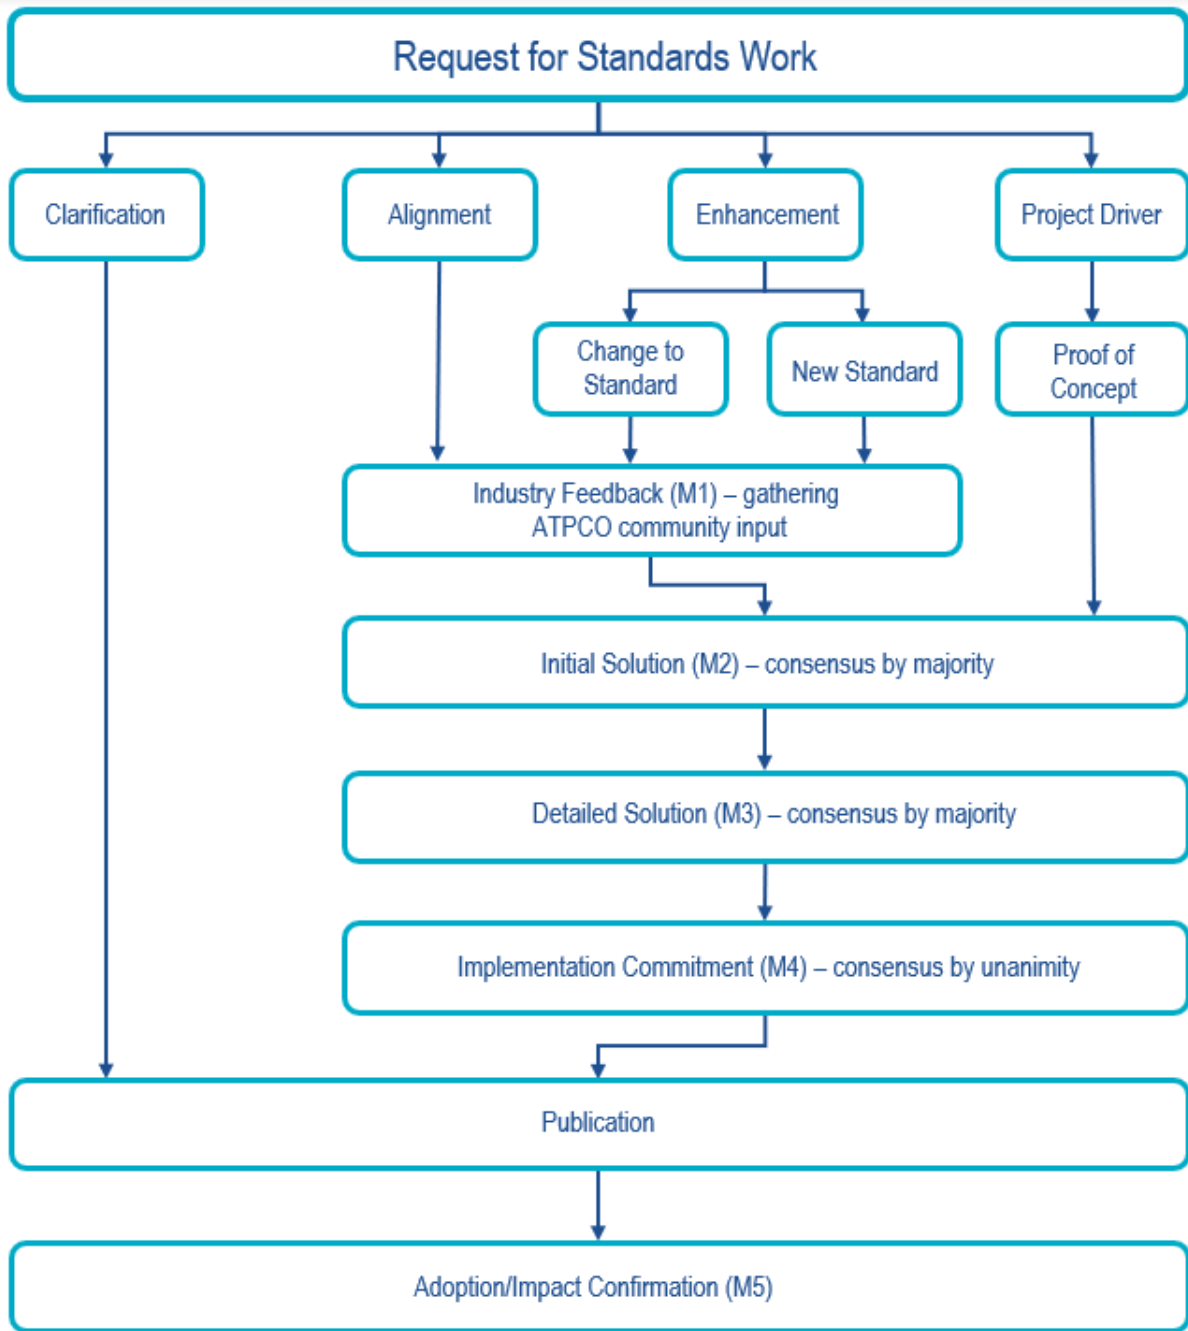 Request for Standards Work
Clarification
Alignment
Enhancement
Project Driver
Change to
Standard
New Standard
Proof of
Concept
Industry Feedback (M1) – gathering
ATPCO community input
Initial Solution (M2) – consensus by majority
Detailed Solution (M3) – consensus by majority
Implementation Commitment (M4) – consensus by unanimity
Publication
Adoption/Impact Confirmation (M5)